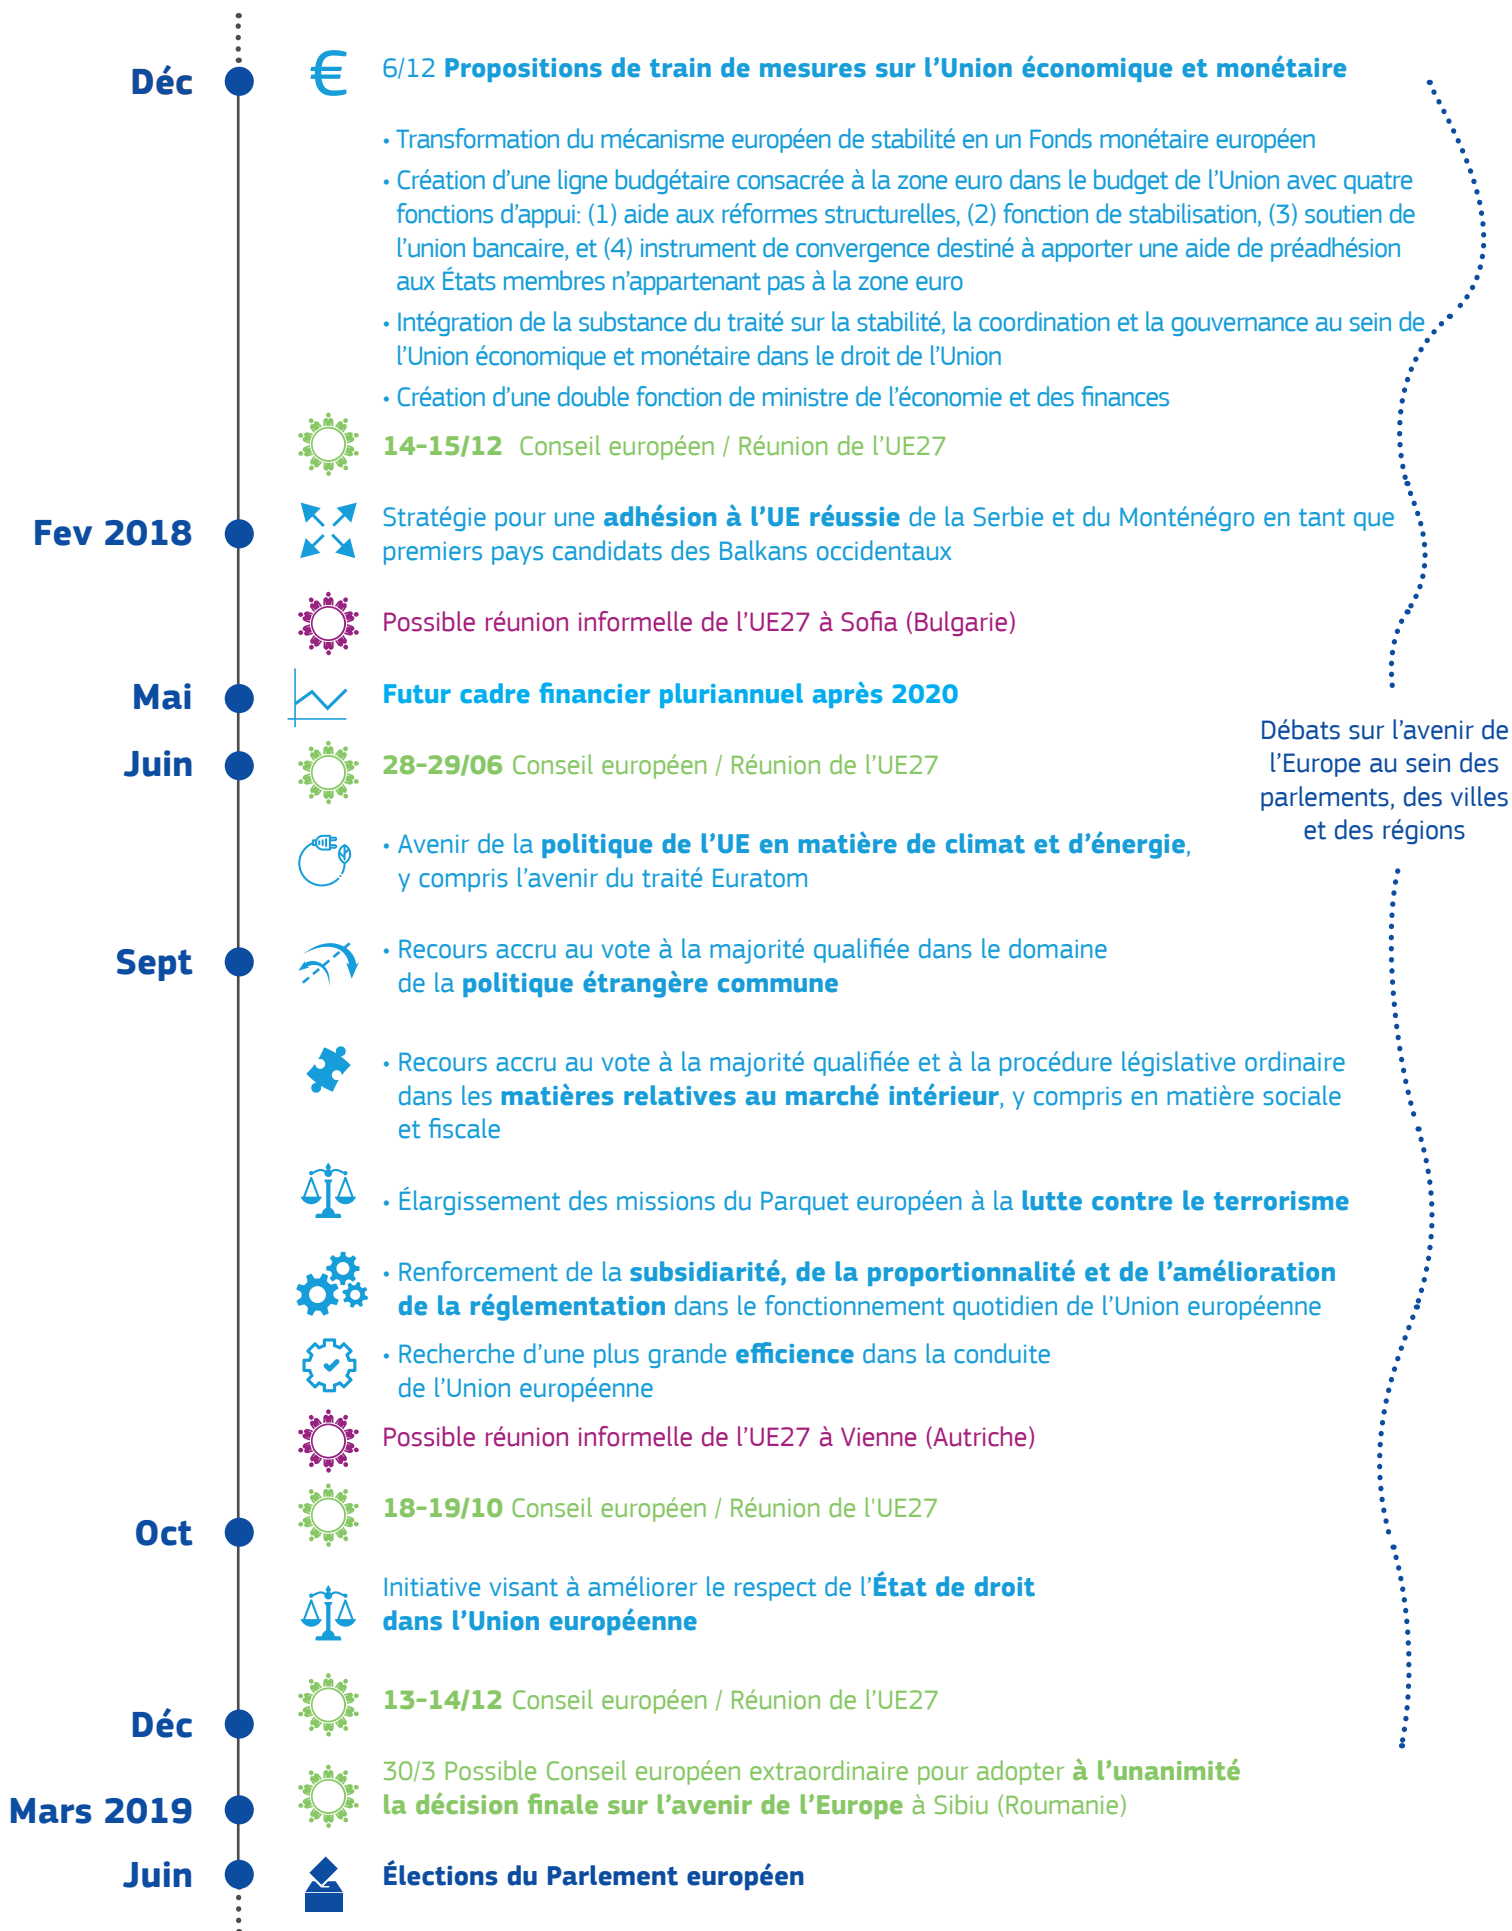 Déc
€
6/12 Propositions de train de mesures sur l’Union économique et monétaire
• Transformation du mécanisme européen de stabilité en un Fonds monétaire européen
• Création d’une ligne budgétaire consacrée à la zone euro dans le budget de l’Union avec quatre
fonctions d’appui: (1) aide aux réformes structurelles, (2) fonction de stabilisation, (3) soutien de
l’union bancaire, et (4) instrument de convergence destiné à apporter une aide de préadhésion
aux États membres n’appartenant pas à la zone euro
• Intégration de la substance du traité sur la stabilité, la coordination et la gouvernance au sein de
l’Union économique et monétaire dans le droit de l’Union
• Création d’une double fonction de ministre de l’économie et des finances
14-15/12 Conseil européen / Réunion de l’UE27
Fev 2018
Stratégie pour une adhésion à l’UE réussie de la Serbie et du Monténégro en tant que
premiers pays candidats des Balkans occidentaux
Possible réunion informelle de l’UE27 à Sofia (Bulgarie)
Mai
Futur cadre financier pluriannuel après 2020
Juin
28-29/06 Conseil européen / Réunion de l’UE27
Débats sur l’avenir de
l’Europe au sein des
parlements, des villes
et des régions
• Avenir de la politique de l’UE en matière de climat et d’énergie,
y compris l’avenir du traité Euratom
Sept
• Recours accru au vote à la majorité qualifiée dans le domaine
de la politique étrangère commune
• Recours accru au vote à la majorité qualifiée et à la procédure législative ordinaire
dans les matières relatives au marché intérieur, y compris en matière sociale
et fiscale
• Élargissement des missions du Parquet européen à la lutte contre le terrorisme
• Renforcement de la subsidiarité, de la proportionnalité et de l’amélioration
de la réglementation dans le fonctionnement quotidien de l’Union européenne
• Recherche d’une plus grande efficience dans la conduite
de l’Union européenne
Possible réunion informelle de l’UE27 à Vienne (Autriche)
Oct
18-19/10 Conseil européen / Réunion de l'UE27
Initiative visant à améliorer le respect de l’État de droit
dans l’Union européenne
Déc
13-14/12 Conseil européen / Réunion de l’UE27
Mars 2019
30/3 Possible Conseil européen extraordinaire pour adopter à l’unanimité
la décision finale sur l’avenir de l’Europe à Sibiu (Roumanie)
Juin
Élections du Parlement européen